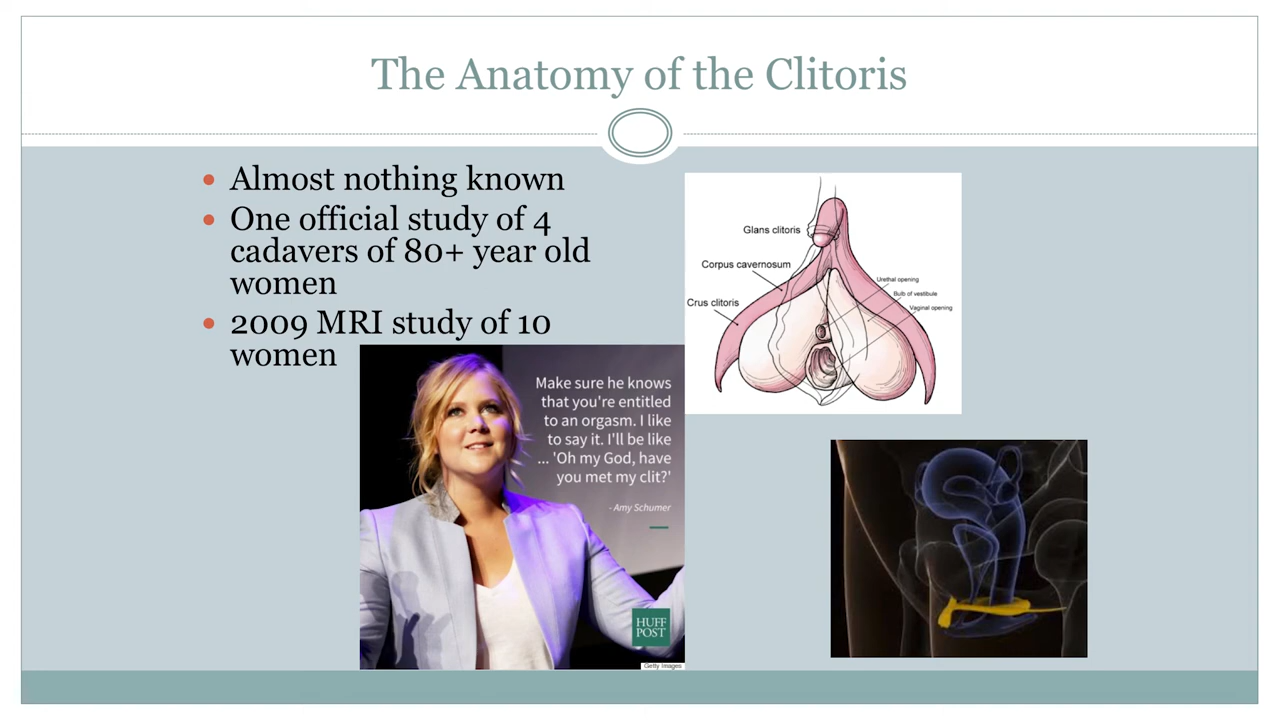 The Anatomy of the Clitoris
Almost nothing known
One official study of 4
cadavers of 80+ year old
women
2009 MRI study of 10
women
Glans clitoris
Corpus cavernosum
Crus clitoris
Urethral opening
Bulb of vestibule
Vaginal opening
Make sure he knows
that you're entitled
to an orgasm. I like
to say it. I'll be like
... 'Oh my God, have
you met my clit?'
- Amy Schumer
HUFF
POST
Getty Images